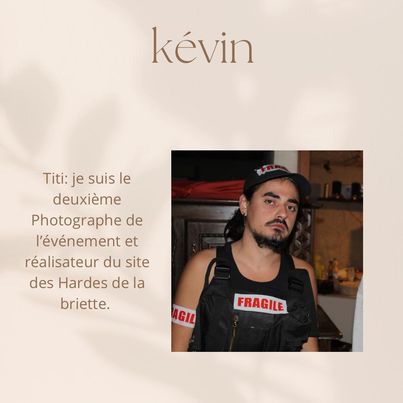 kévin
Titi: je suis le
deuxième
Photographe de
l'événement et
réalisateur du site
des Hardes de la
briette.
FRAGILE
AGIL